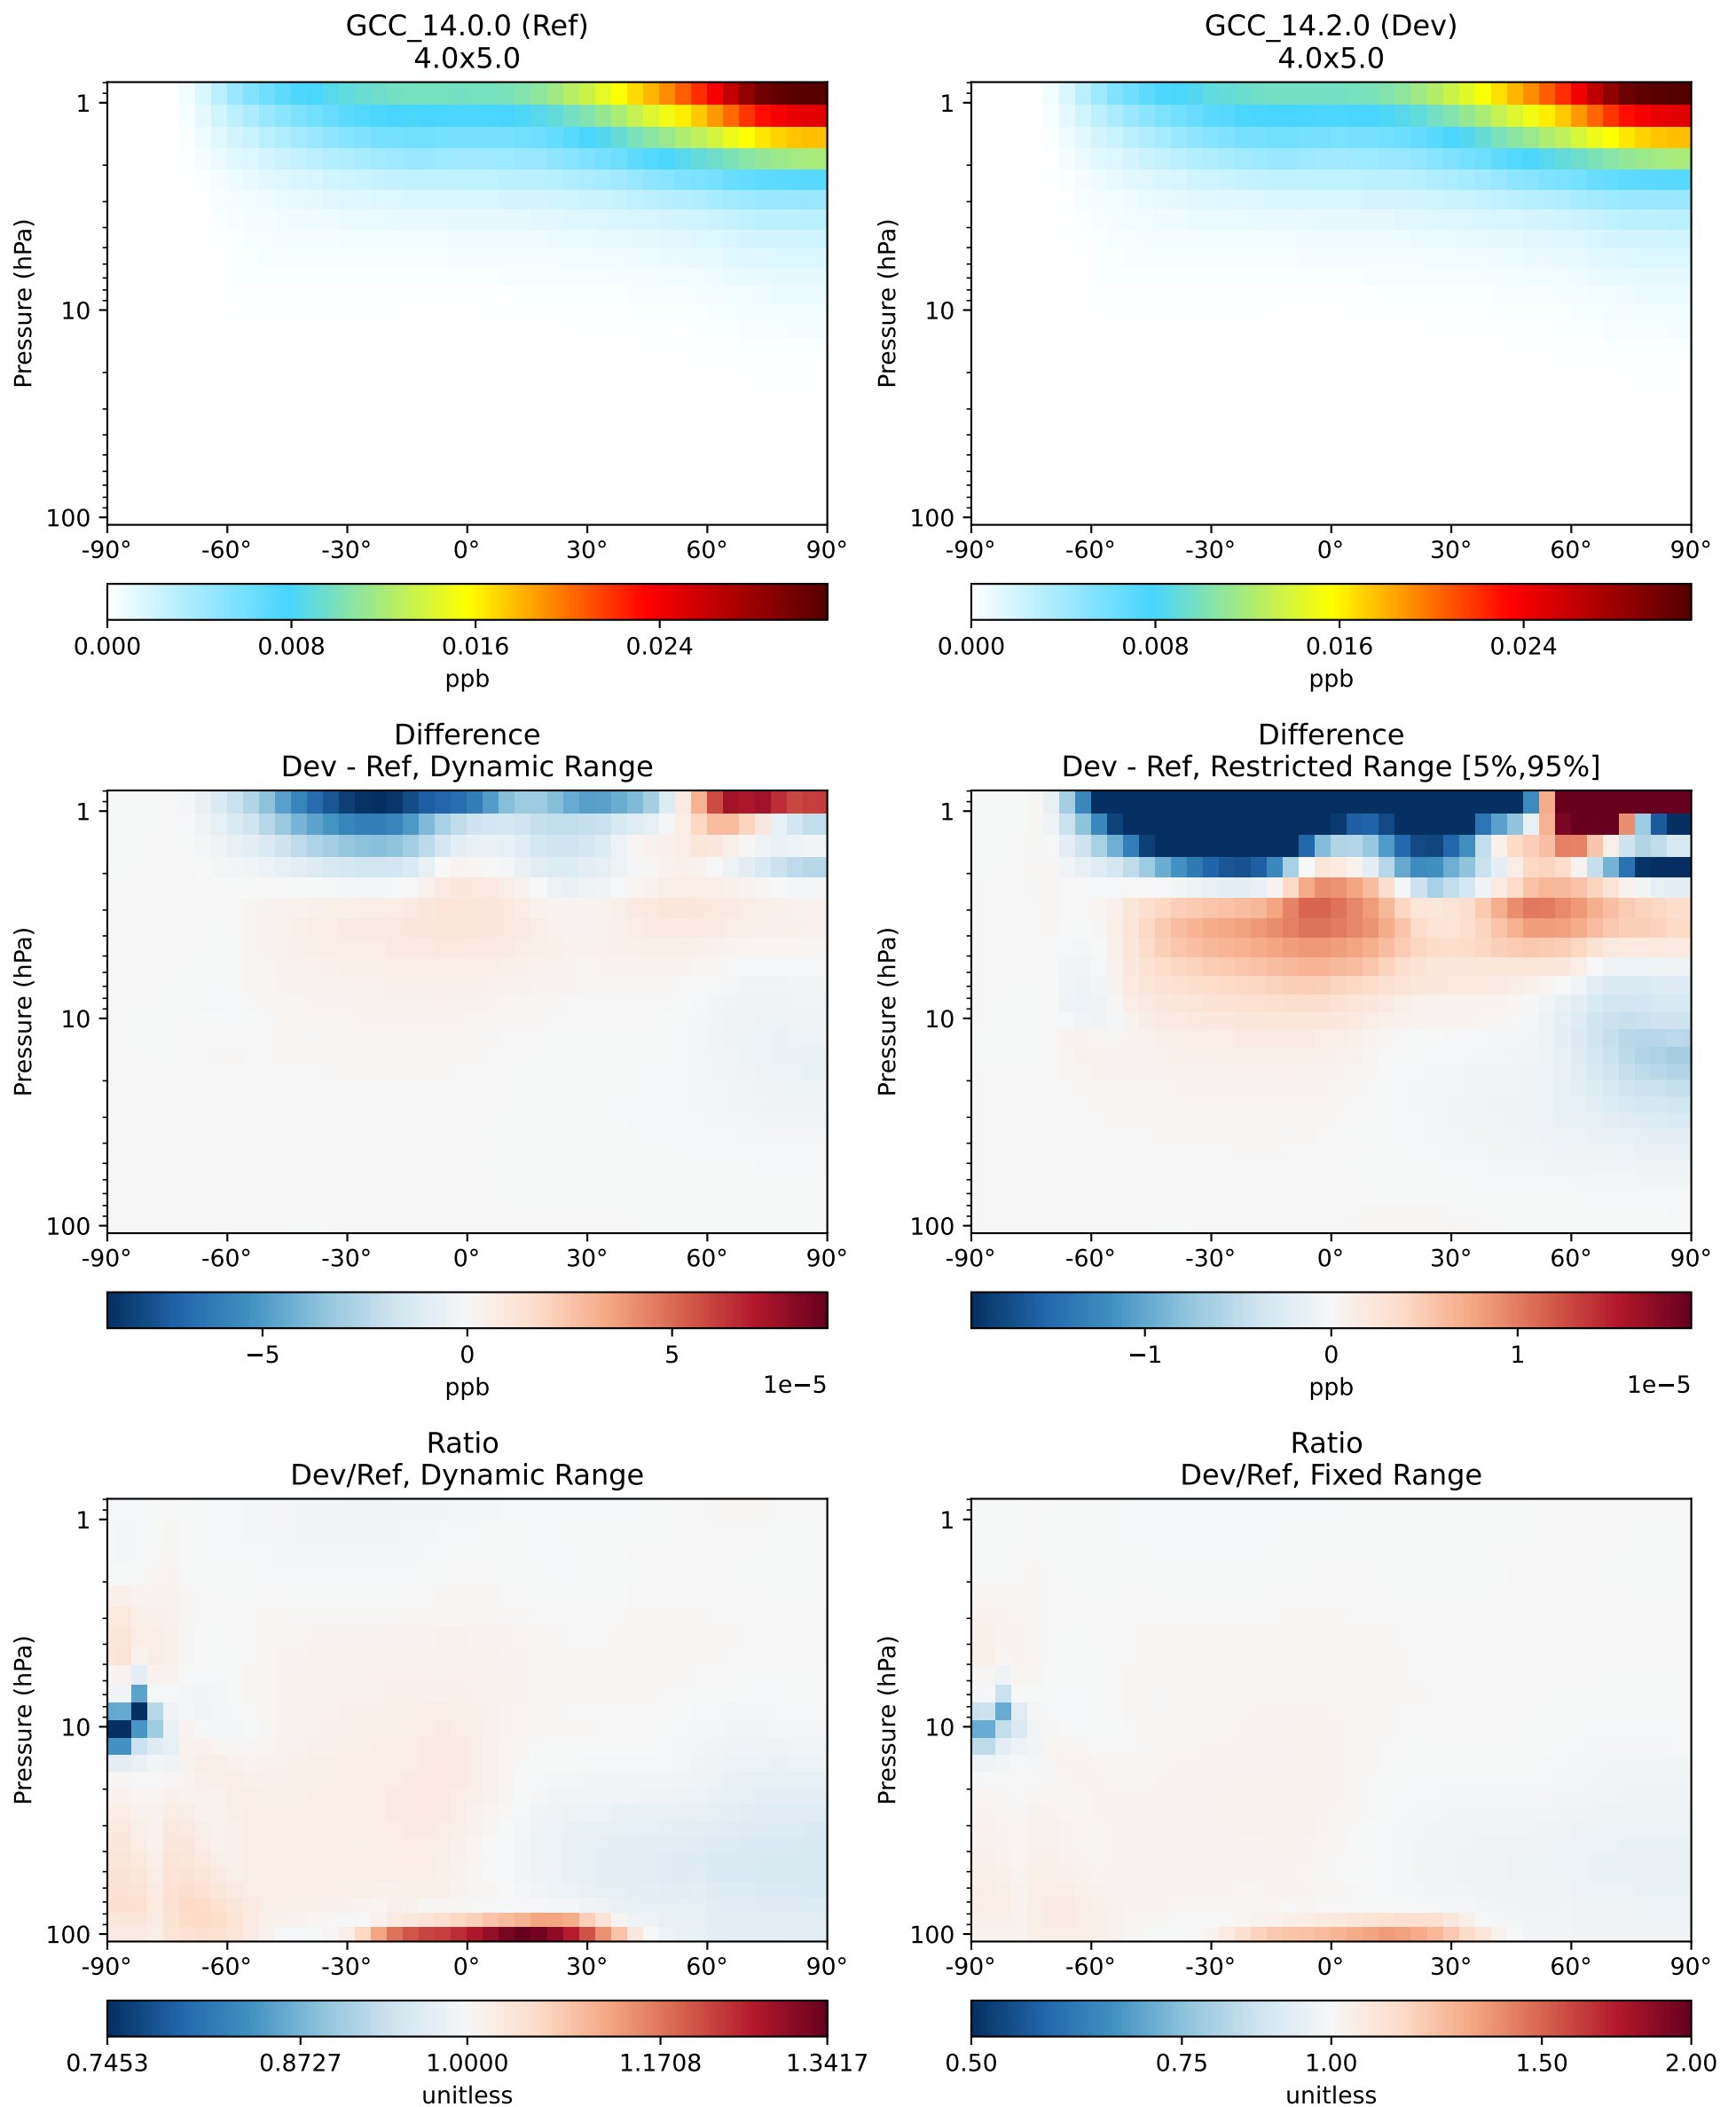 GCC_14.0.0 (Ref)
4.0x5.0
Pressure (hPa)
1
10
100
-90° -60° -30° 0° 30° 60° 90°
0.000 0.008 0.016 0.024
ppb
GCC_14.2.0 (Dev)
4.0x5.0
Pressure (hPa)
1
10
100
-90° -60° -30° 0° 30° 60° 90°
0.000 0.008 0.016 0.024
ppb
Difference
Dev - Ref, Dynamic Range
Pressure (hPa)
1
10
100
-90° -60° -30° 0° 30° 60° 90°
−5 0 5
1e−5
ppb
Difference
Dev - Ref, Restricted Range [5%,95%]
Pressure (hPa)
1
10
100
-90° -60° -30° 0° 30° 60° 90°
−1 0 1
1e−5
ppb
Ratio
Dev/Ref, Dynamic Range
Pressure (hPa)
1
10
100
-90° -60° -30° 0° 30° 60° 90°
0.7453 0.8727 1.0000 1.1708 1.3417
unitless
Ratio
Dev/Ref, Fixed Range
Pressure (hPa)
1
10
100
-90° -60° -30° 0° 30° 60° 90°
0.50 0.75 1.00 1.50 2.00
unitless